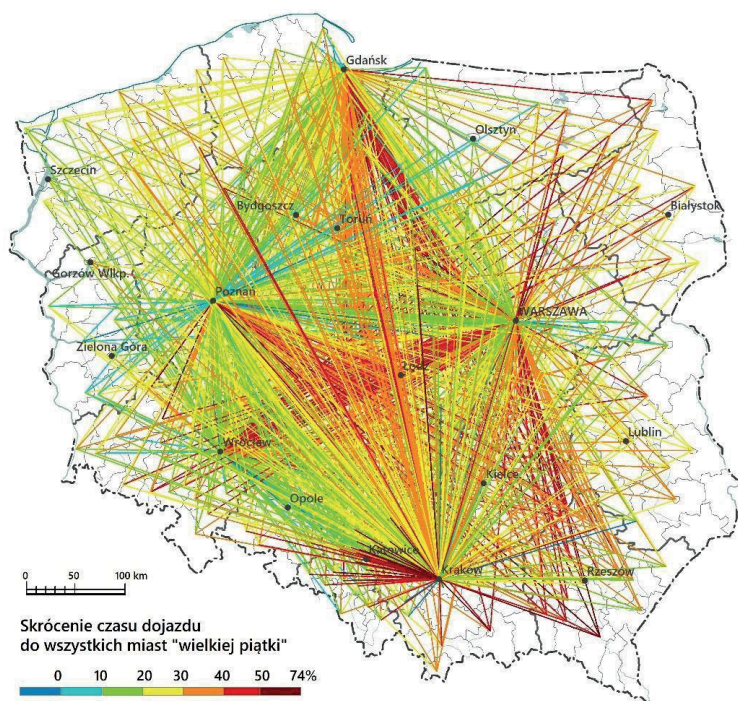 Gdańsk
Olsztyn
Szczecin
Bydgoszcz
Toruń
Białystok
Gorzów Wlkp.
Poznań
WARSZAWA
Zielona Góra
Łódź
Wrocław
Lublin
Kielce
Opole
Katowice
Kraków
Rzeszów
0 50 100 km
Skrócenie czasu dojazdu
do wszystkich miast "wielkiej piątki"
0 10 20 30 40 50 74%